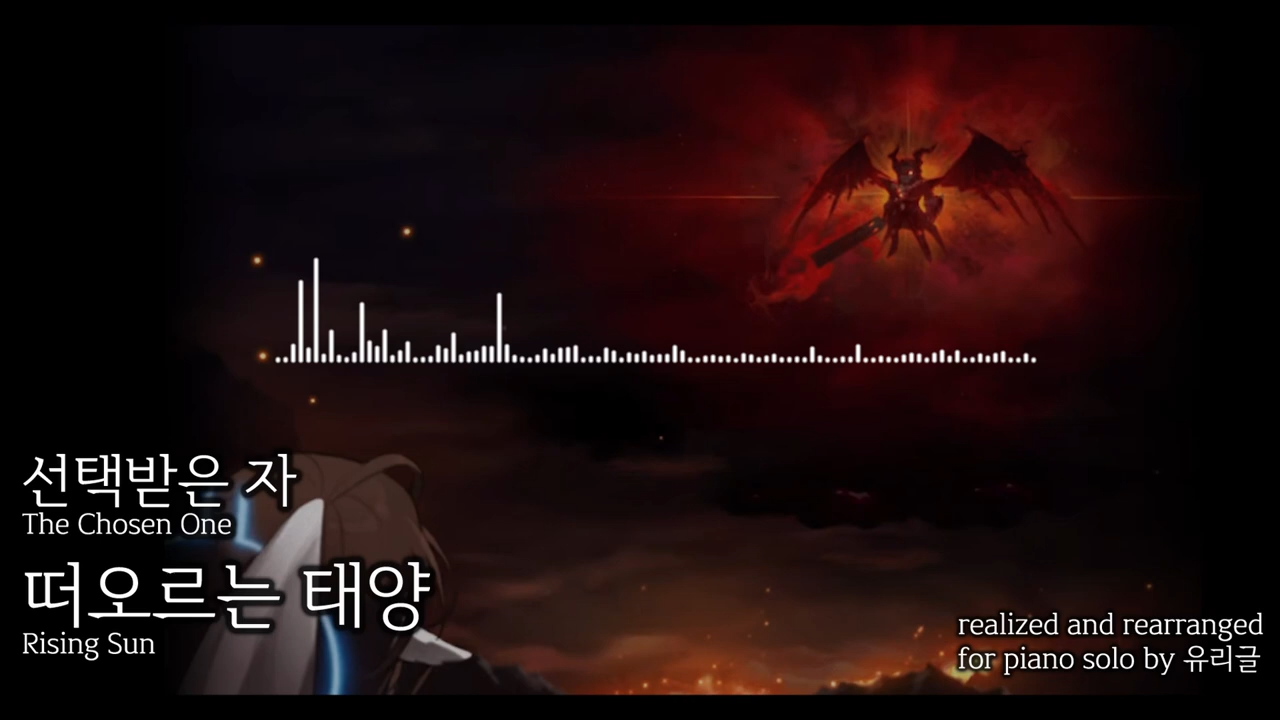 선택받은 자
The Chosen One
떠오르는 태양
Rising Sun
realized and rearranged
for piano solo by 유리글